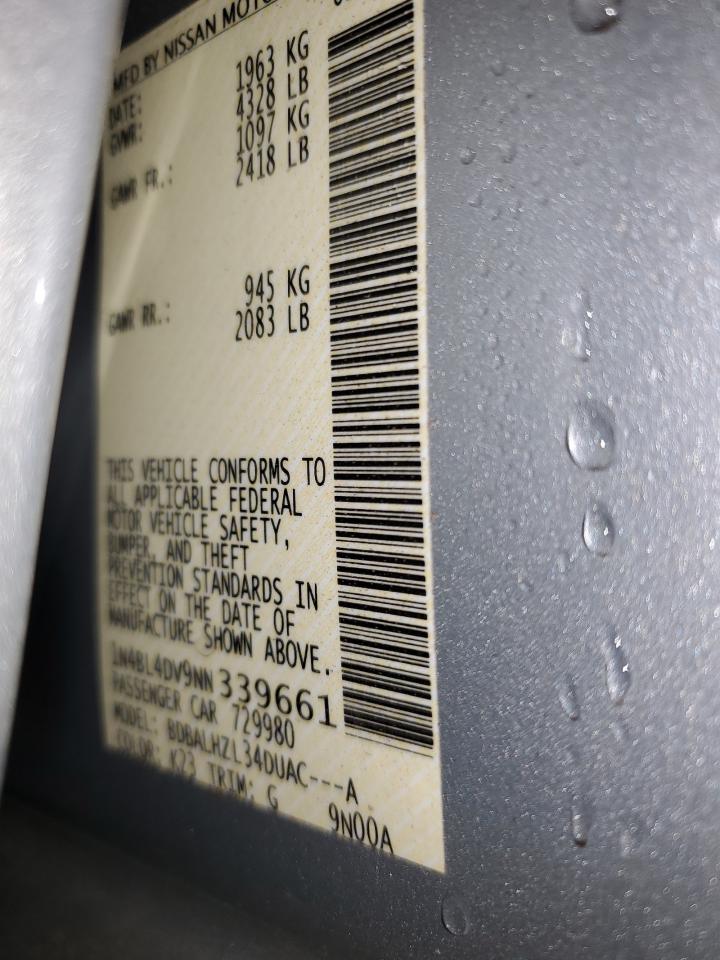 MFD BY NISSAN MOTO
DATE: 1963 KG
GVWR: 4328 LB
1097 KG
GAWR FR.: 2418 LB
945 KG
GAWR RR.: 2083 LB
THIS VEHICLE CONFORMS TO
ALL APPLICABLE FEDERAL
MOTOR VEHICLE SAFETY,
BUMPER, AND THEFT
PREVENTION STANDARDS IN
EFFECT ON THE DATE OF
MANUFACTURE SHOWN ABOVE.
1N4BL4DV9NN339661
PASSENGER CAR 729980
MODEL: BDBALHZL34DUAC---A
COLOR: K23 TRIM: G 9N00A